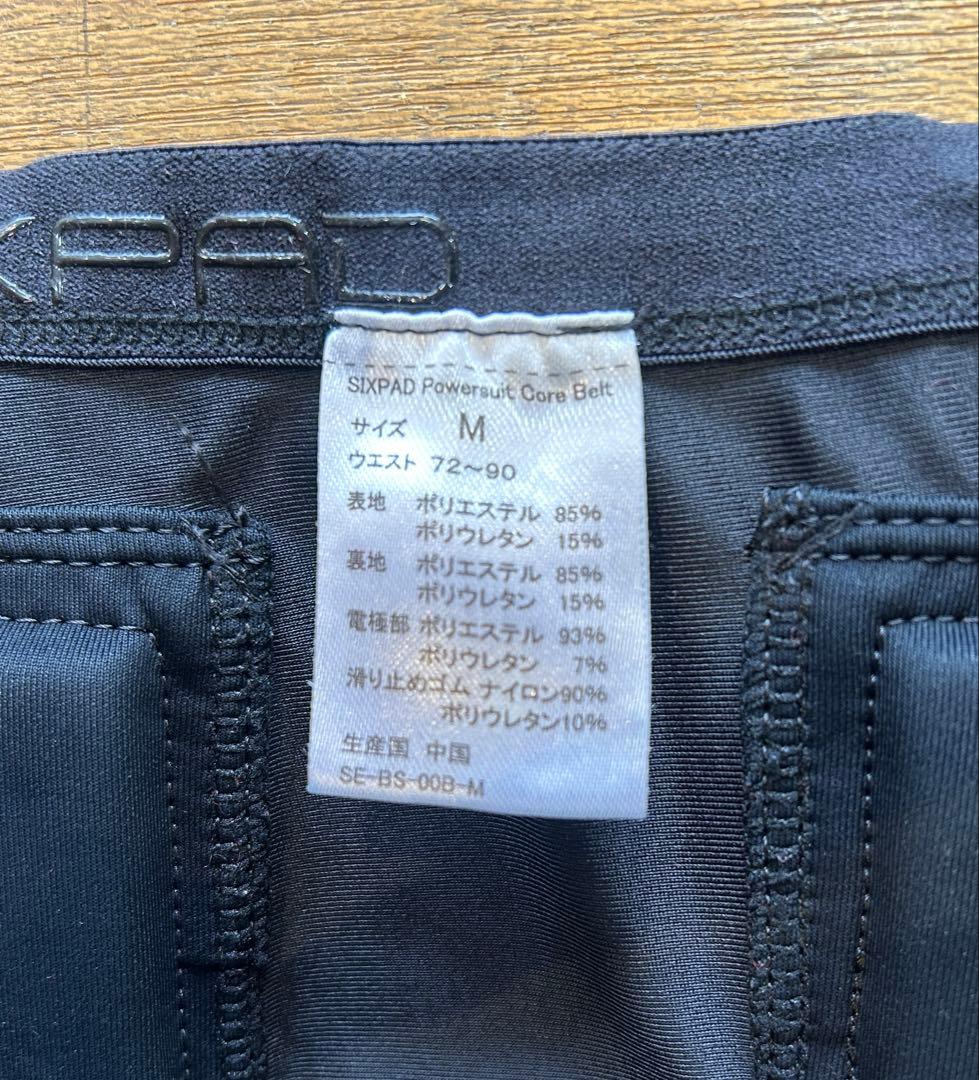 XPAD
SIXPAD Powersuit Core Belt
サイズ M
ウエスト 72～90
表地 ポリエステル 85%
ポリウレタン 15%
裏地 ポリエステル 85%
ポリウレタン 15%
電極部 ポリエステル 93%
ポリウレタン 7%
滑り止めゴム ナイロン90%
ポリウレタン10%
生産国 中国
SE-BS-00B-M